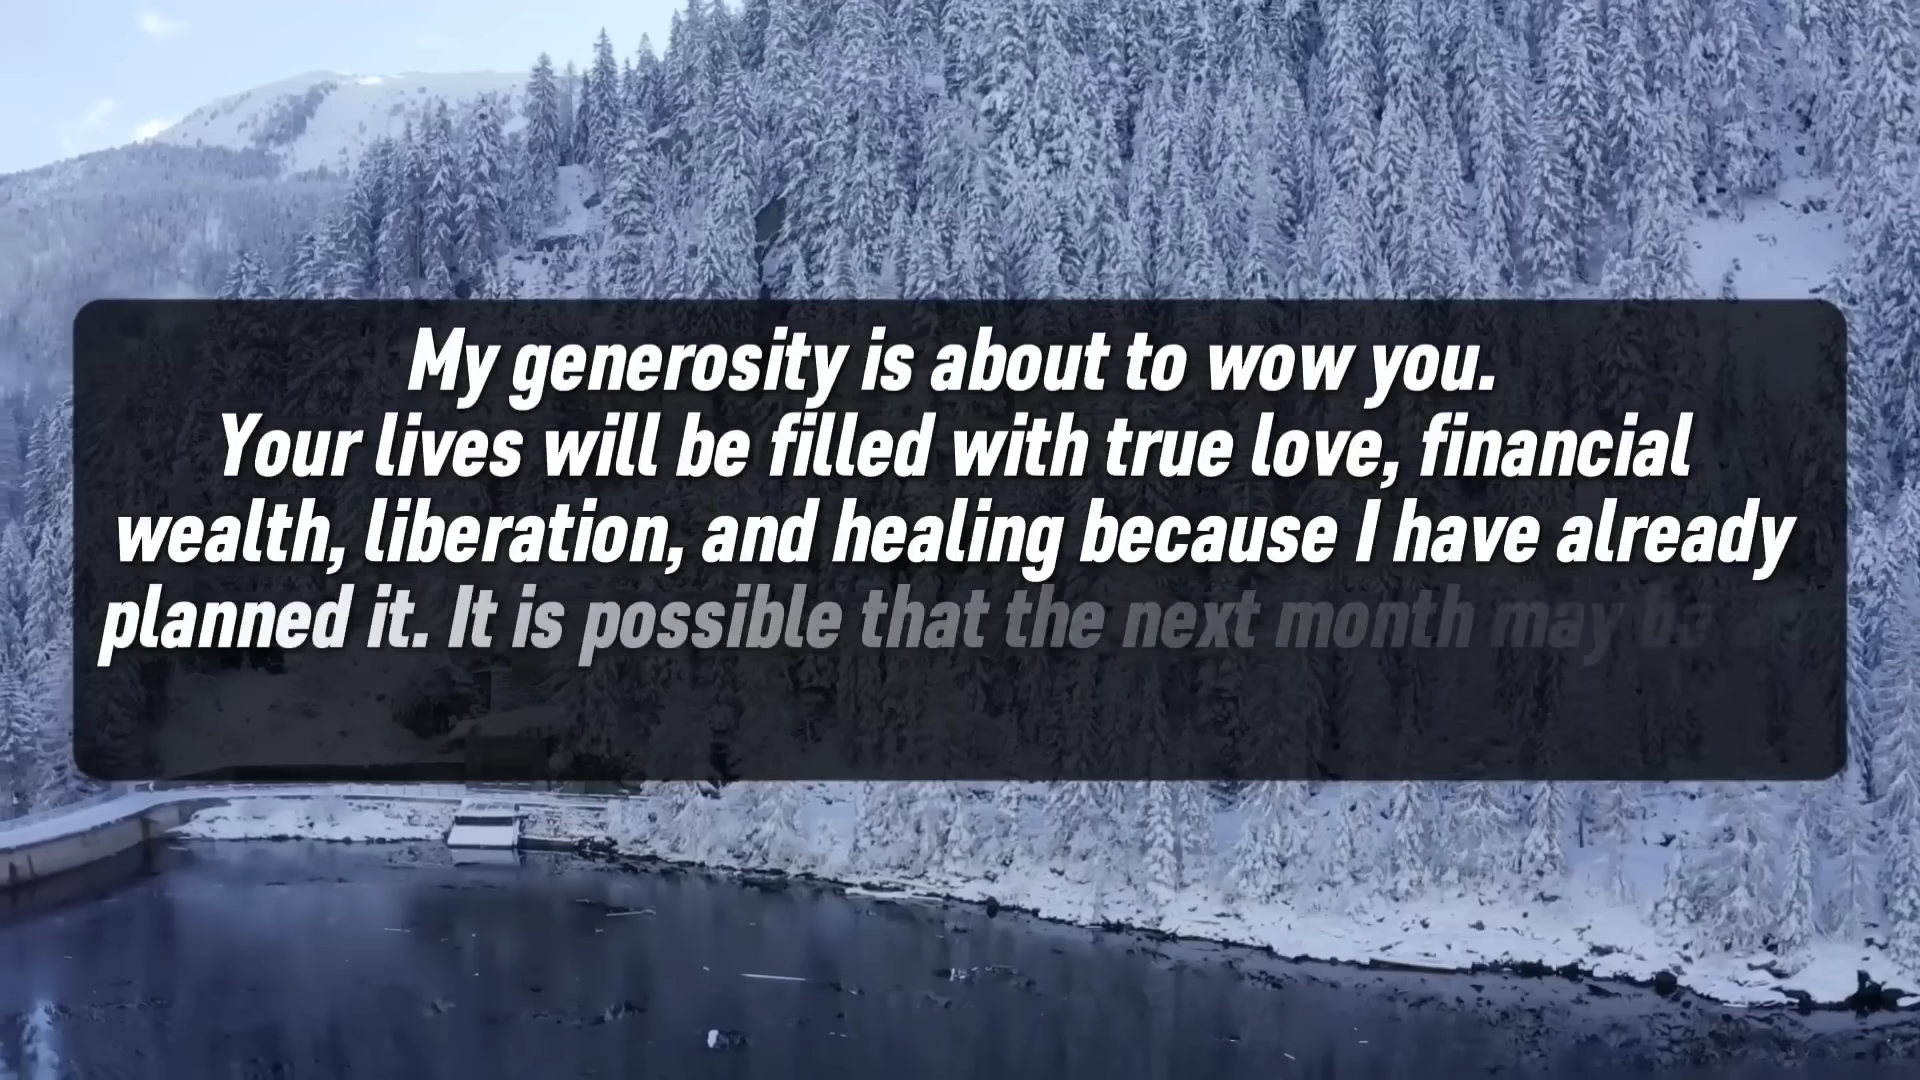 My generosity is about to wow you.
Your lives will be filled with true love, financial
wealth, liberation, and healing because I have already
planned it. It is possible that the next month may be